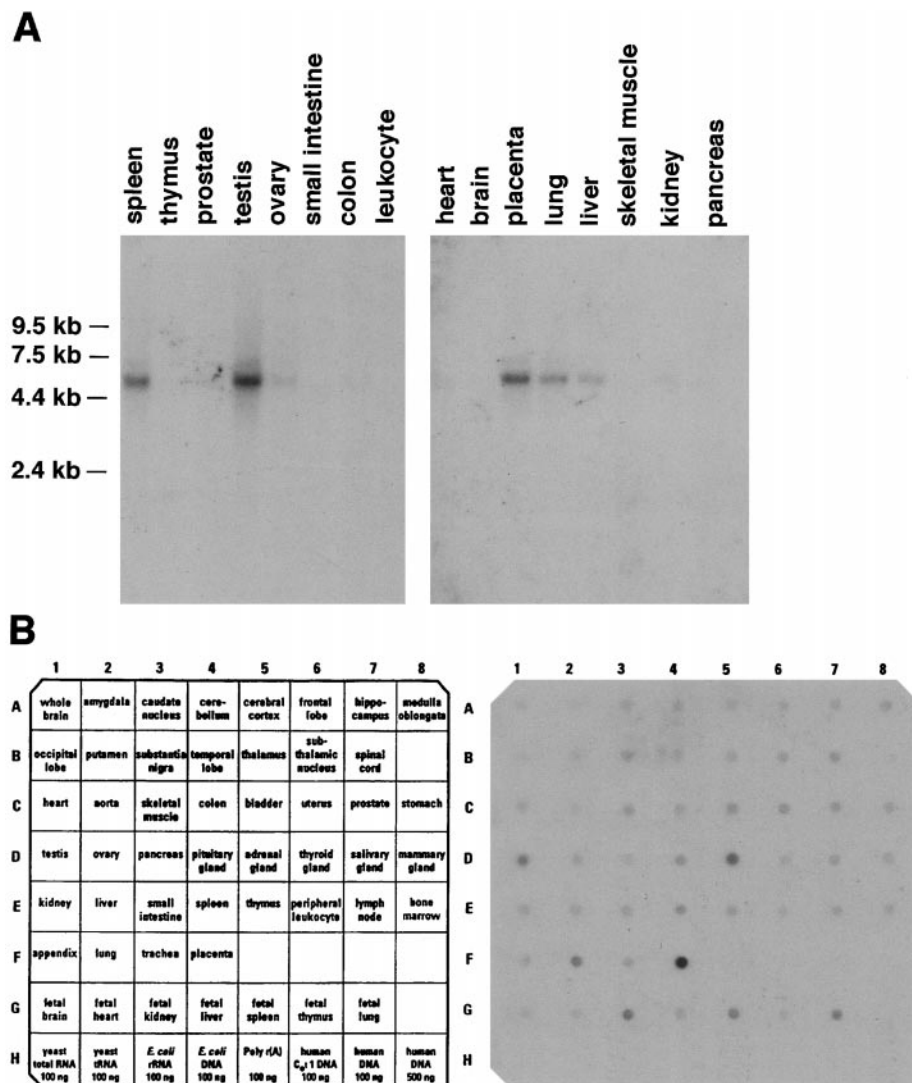 A
spleen
thymus
prostate
testis
ovary
small intestine
colon
leukocyte
heart
brain
placenta
lung
liver
skeletal muscle
kidney
pancreas
9.5 kb
7.5 kb
4.4 kb
2.4 kb
B
1 2 3 4 5 6 7 8
A
whole brain
amygdala
caudate nucleus
cere-bellum
cerebral cortex
frontal lobe
hippo-campus
medulla oblongata
B
occipital lobe
putamen
substantia nigra
temporal lobe
thalamus
sub-thalamic nucleus
spinal cord
C
heart
aorta
skeletal muscle
colon
bladder
uterus
prostate
stomach
D
testis
ovary
pancreas
pituitary gland
adrenal gland
thyroid gland
salivary gland
mammary gland
E
kidney
liver
small intestine
spleen
thymus
peripheral leukocyte
lymph node
bone marrow
F
appendix
lung
trachea
placenta
G
fetal brain
fetal heart
fetal kidney
fetal liver
fetal spleen
fetal thymus
fetal lung
H
yeast total RNA 100 ng
yeast tRNA 100 ng
E. coli rRNA 100 ng
E. coli DNA 100 ng
Poly r(A) 100 ng
human C₀t 1 DNA 100 ng
human DNA 100 ng
human DNA 500 ng
1 2 3 4 5 6 7 8
A
B
C
D
E
F
G
H